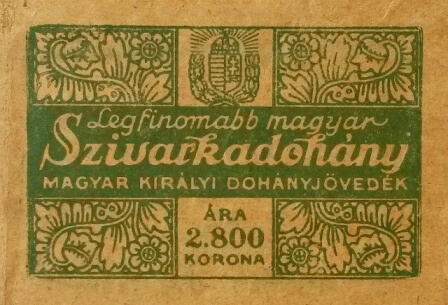 Legfinomabb magyar
Szivarkadohány
MAGYAR KIRÁLYI DOHÁNYJÖVEDÉK
ÁRA
2.800
KORONA